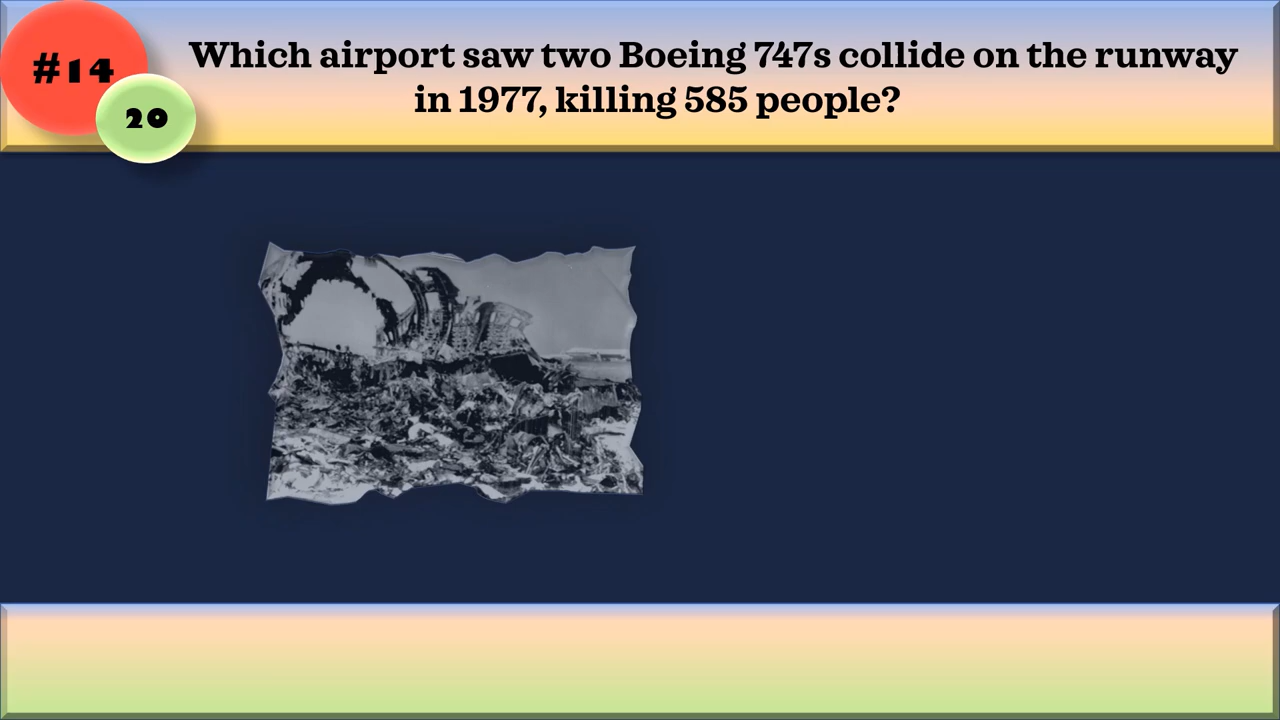 #14
20
Which airport saw two Boeing 747s collide on the runway
in 1977, killing 585 people?